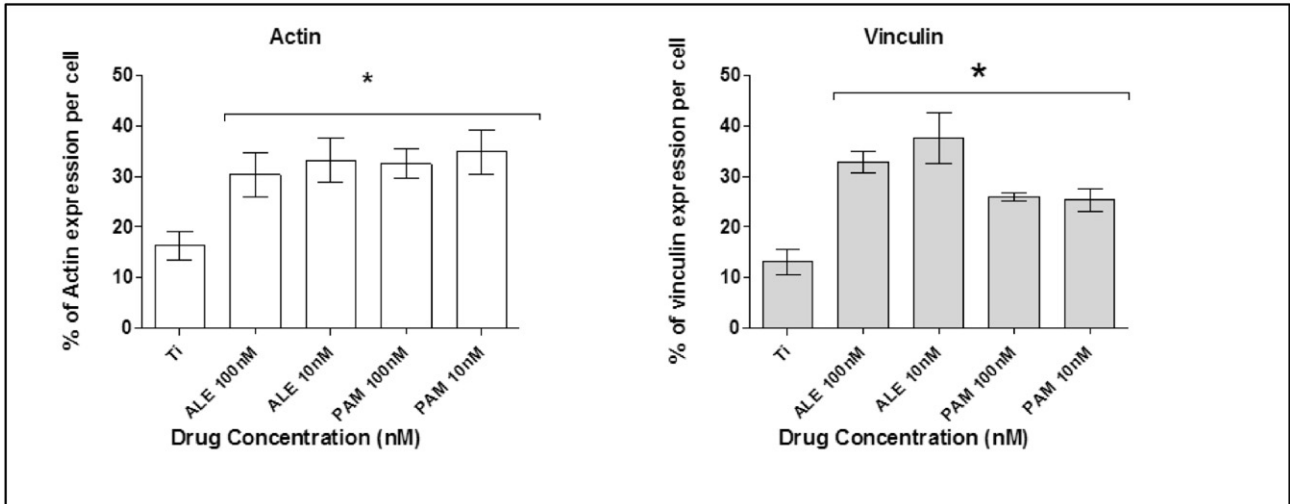 Actin
*
% of Actin expression per cell
50
40
30
20
10
0
Ti
ALE 100nM
ALE 10nM
PAM 100nM
PAM 10nM
Drug Concentration (nM)
Vinculin
*
% of vinculin expression per cell
50
40
30
20
10
0
Ti
ALE 100nM
ALE 10nM
PAM 100nM
PAM 10nM
Drug Concentration (nM)